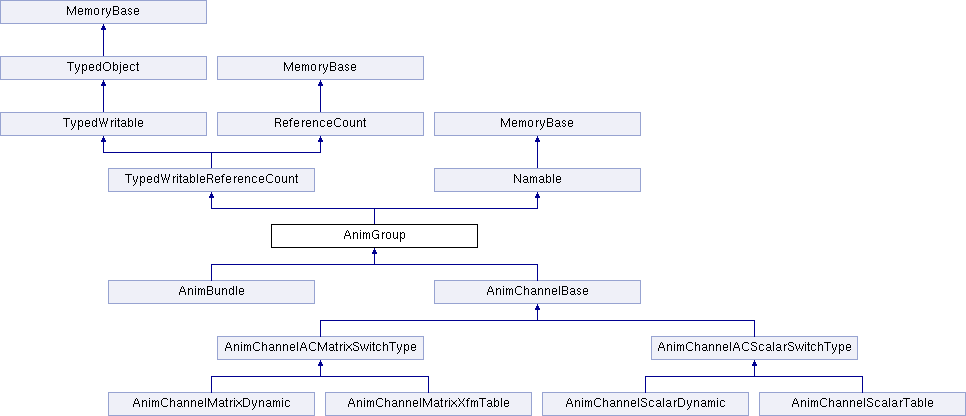 MemoryBase
TypedObject
MemoryBase
TypedWritable
ReferenceCount
MemoryBase
TypedWritableReferenceCount
Namable
AnimGroup
AnimBundle
AnimChannelBase
AnimChannelACMatrixSwitchType
AnimChannelACScalarSwitchType
AnimChannelMatrixDynamic
AnimChannelMatrixXfmTable
AnimChannelScalarDynamic
AnimChannelScalarTable